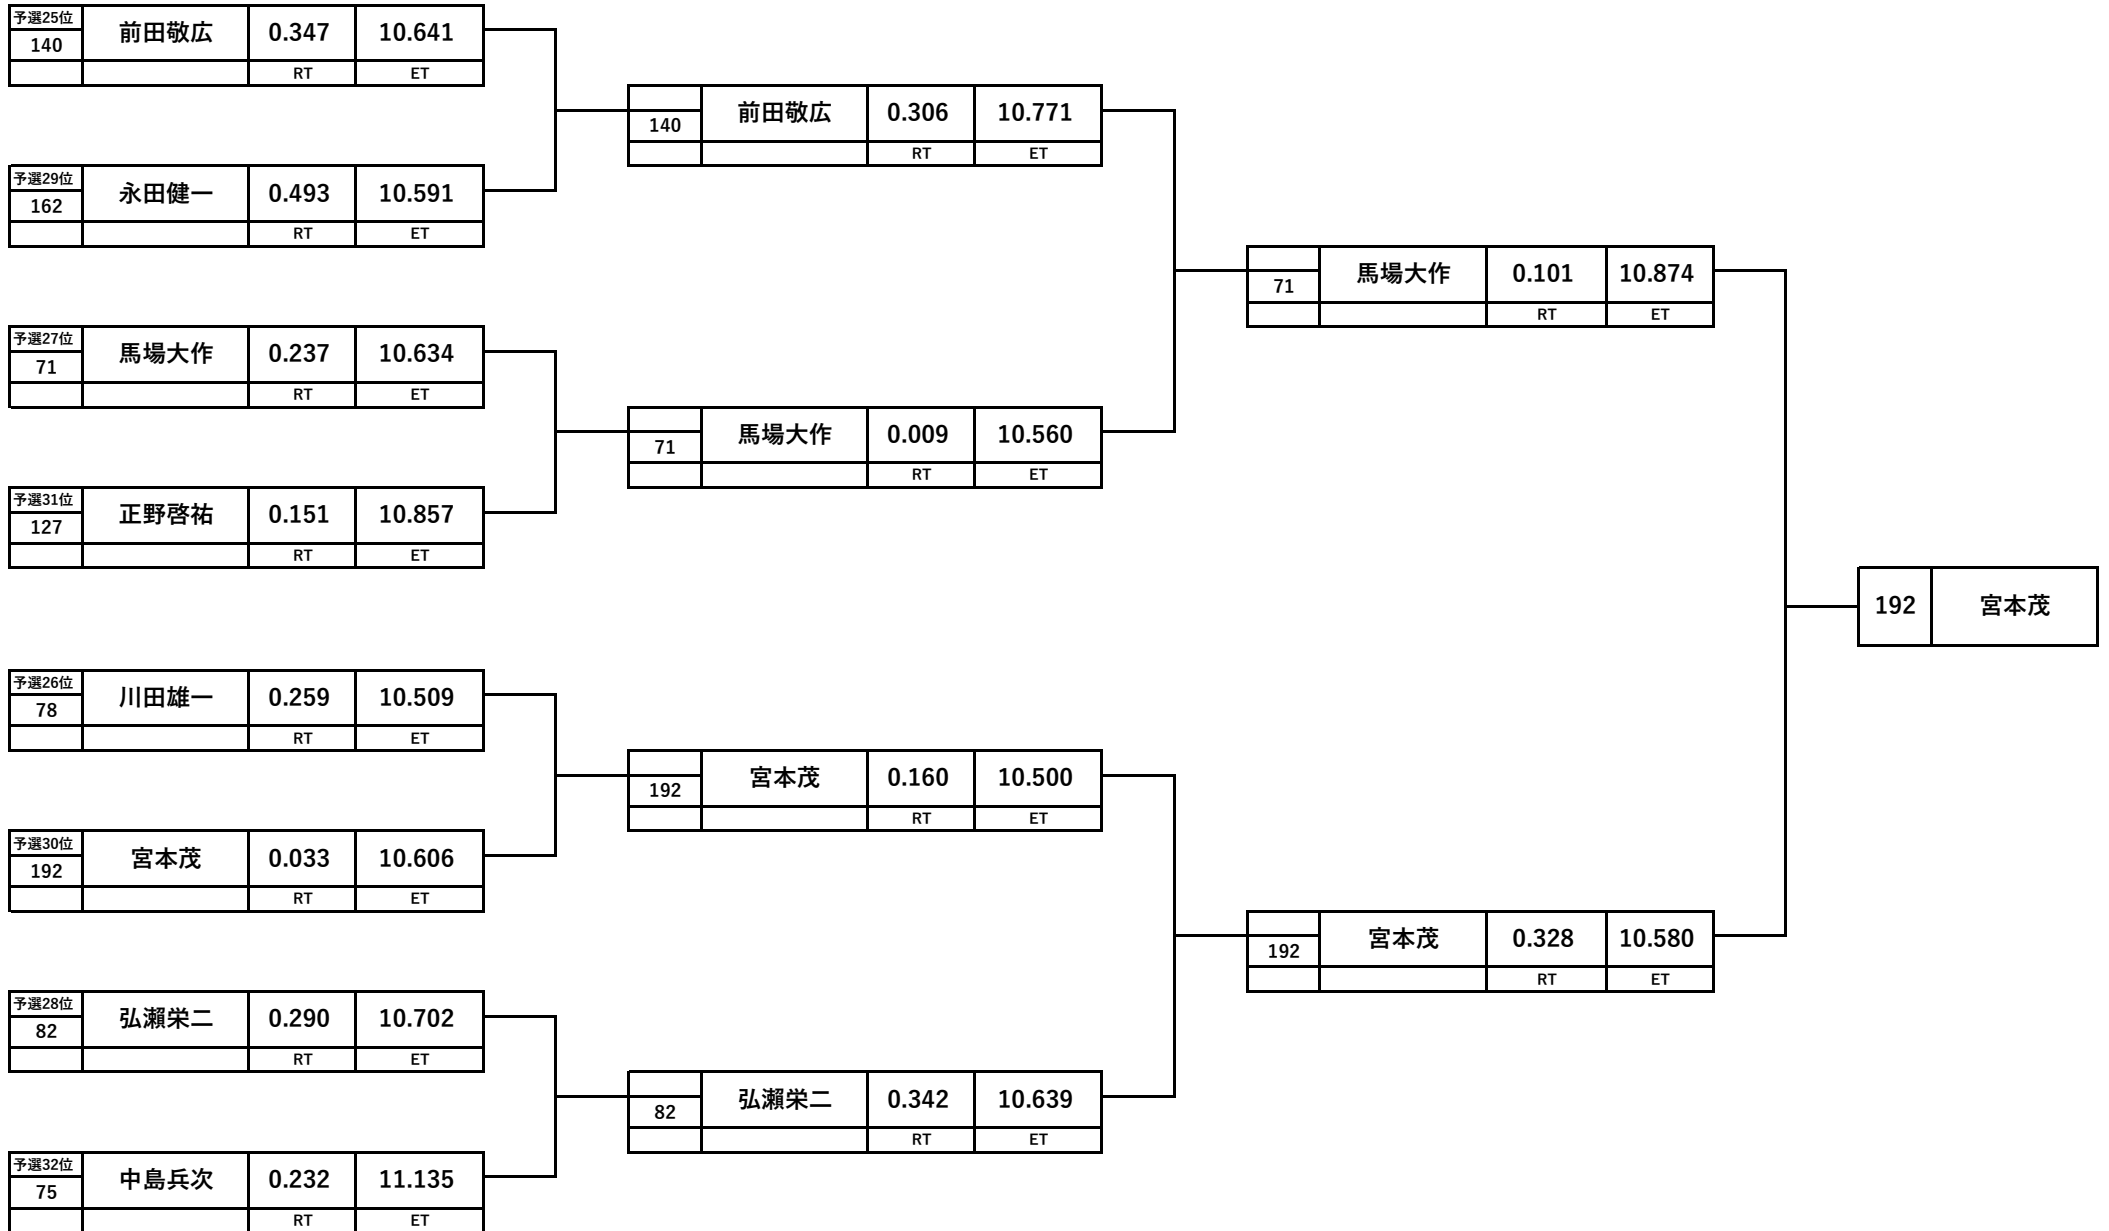 予選25位
140
前田敬広
0.347
10.641
RT
ET
予選29位
162
永田健一
0.493
10.591
RT
ET
予選27位
71
馬場大作
0.237
10.634
RT
ET
予選31位
127
正野啓祐
0.151
10.857
RT
ET
予選26位
78
川田雄一
0.259
10.509
RT
ET
予選30位
192
宮本茂
0.033
10.606
RT
ET
予選28位
82
弘瀬栄二
0.290
10.702
RT
ET
予選32位
75
中島兵次
0.232
11.135
RT
ET
140
前田敬広
0.306
10.771
RT
ET
71
馬場大作
0.009
10.560
RT
ET
192
宮本茂
0.160
10.500
RT
ET
82
弘瀬栄二
0.342
10.639
RT
ET
71
馬場大作
0.101
10.874
RT
ET
192
宮本茂
0.328
10.580
RT
ET
192
宮本茂